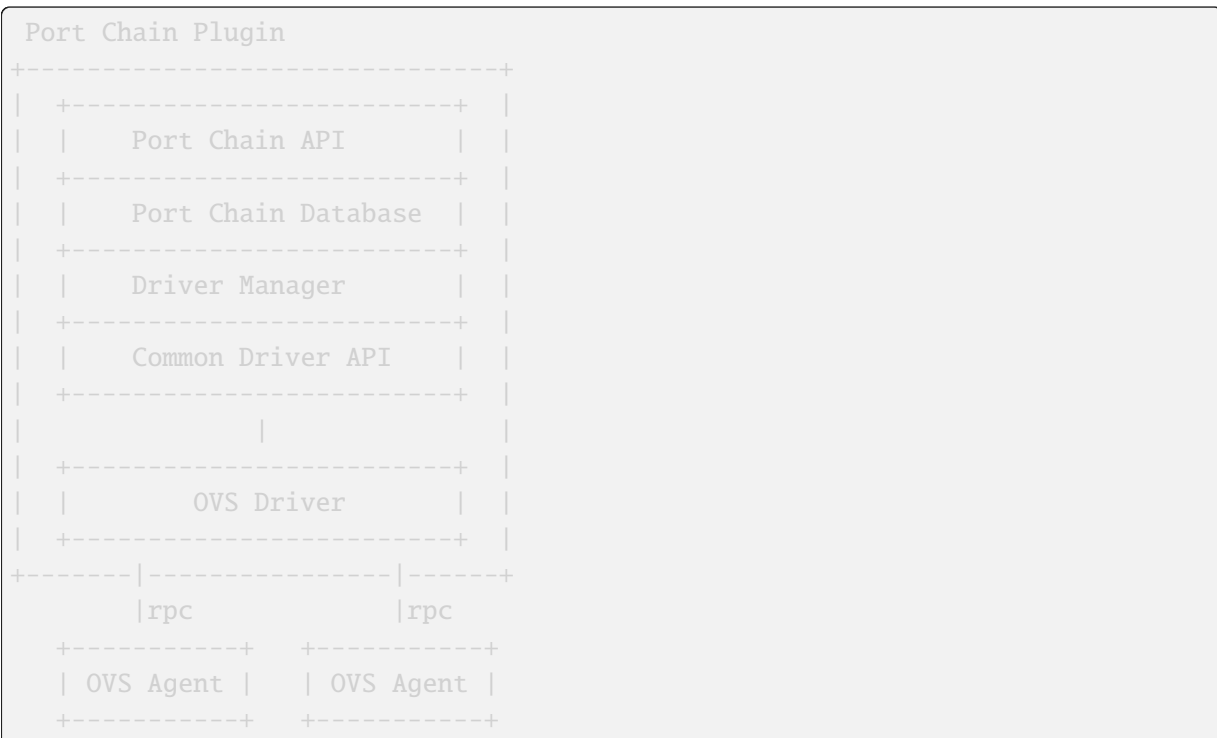 Port Chain Plugin
+-------------------------------+
|  +-------------------------+  |
|  |    Port Chain API       |  |
|  +-------------------------+  |
|  |    Port Chain Database  |  |
|  +-------------------------+  |
|  |    Driver Manager       |  |
|  +-------------------------+  |
|  |    Common Driver API    |  |
|  +-------------------------+  |
|               |               |
|  +-------------------------+  |
|  |        OVS Driver       |  |
|  +-------------------------+  |
+-------|----------------|------+
        |rpc             |rpc
   +-----------+   +-----------+
   | OVS Agent |   | OVS Agent |
   +-----------+   +-----------+